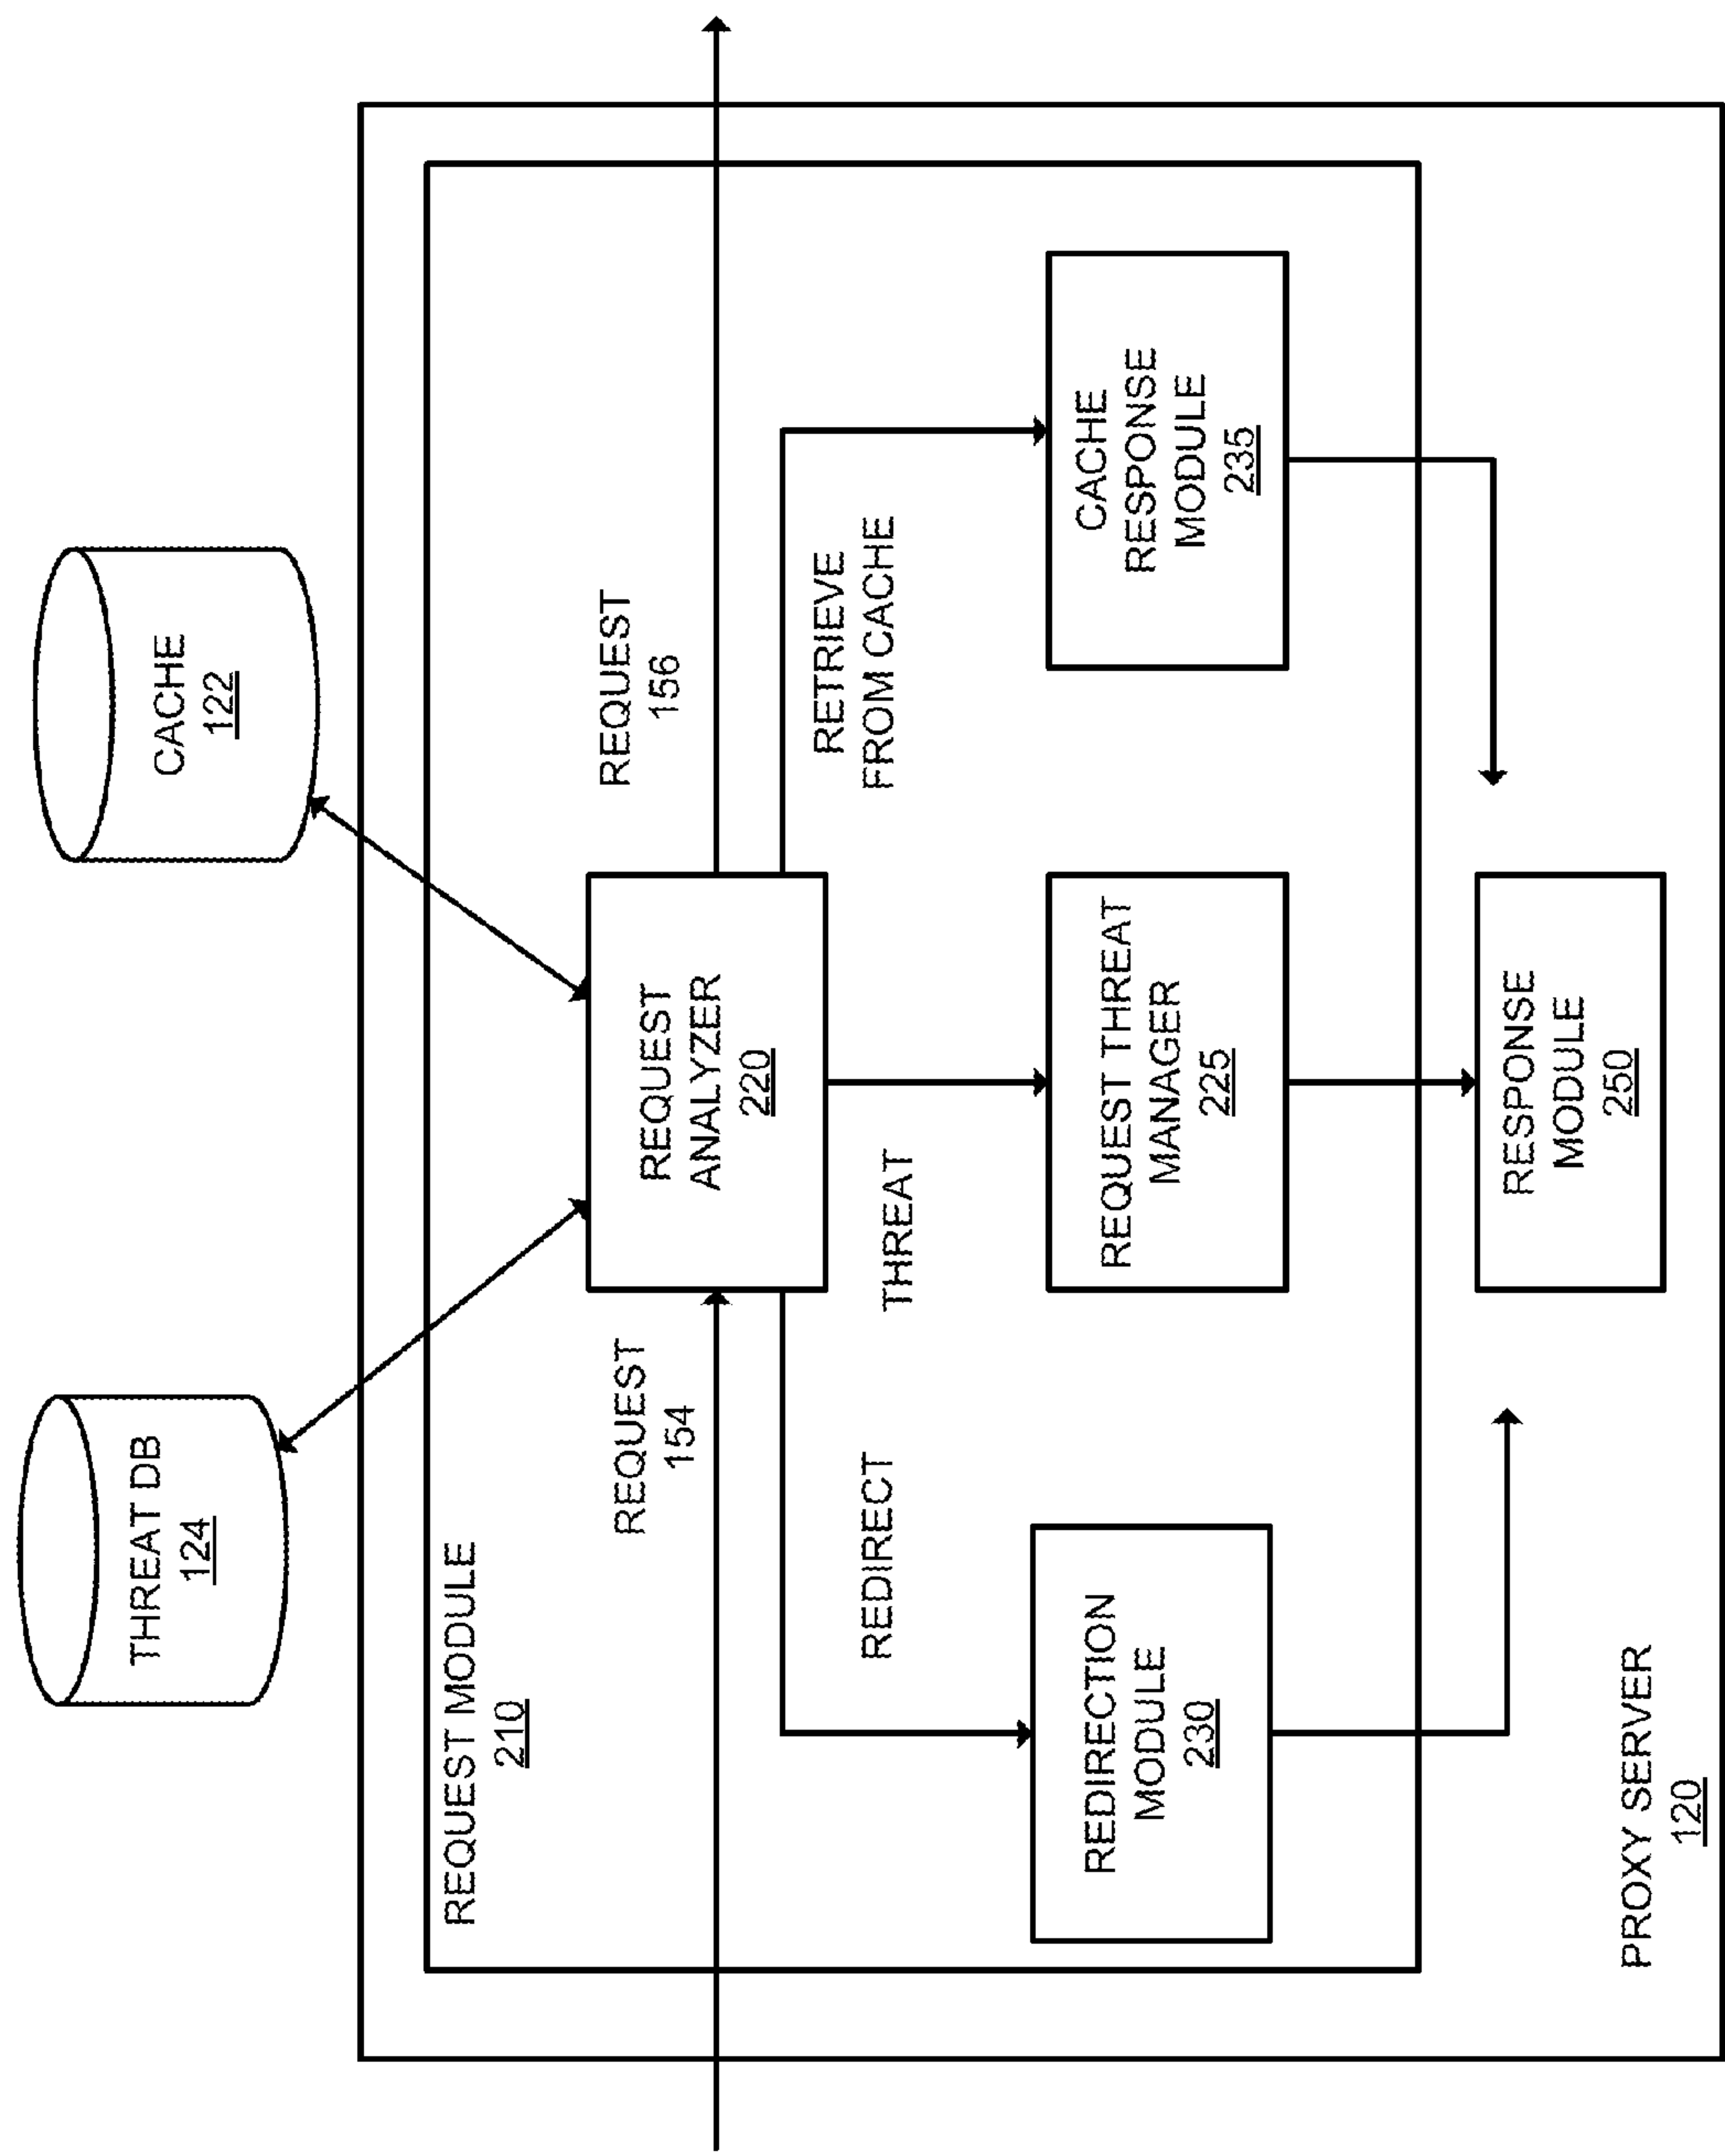 THREAT DB
124
CACHE
122
REQUEST MODULE
210
REQUEST
154
REQUEST
ANALYZER
220
REQUEST
156
REDIRECT
THREAT
RETRIEVE
FROM CACHE
REDIRECTION
MODULE
230
REQUEST THREAT
MANAGER
225
CACHE
RESPONSE
MODULE
235
RESPONSE
MODULE
250
PROXY SERVER
120